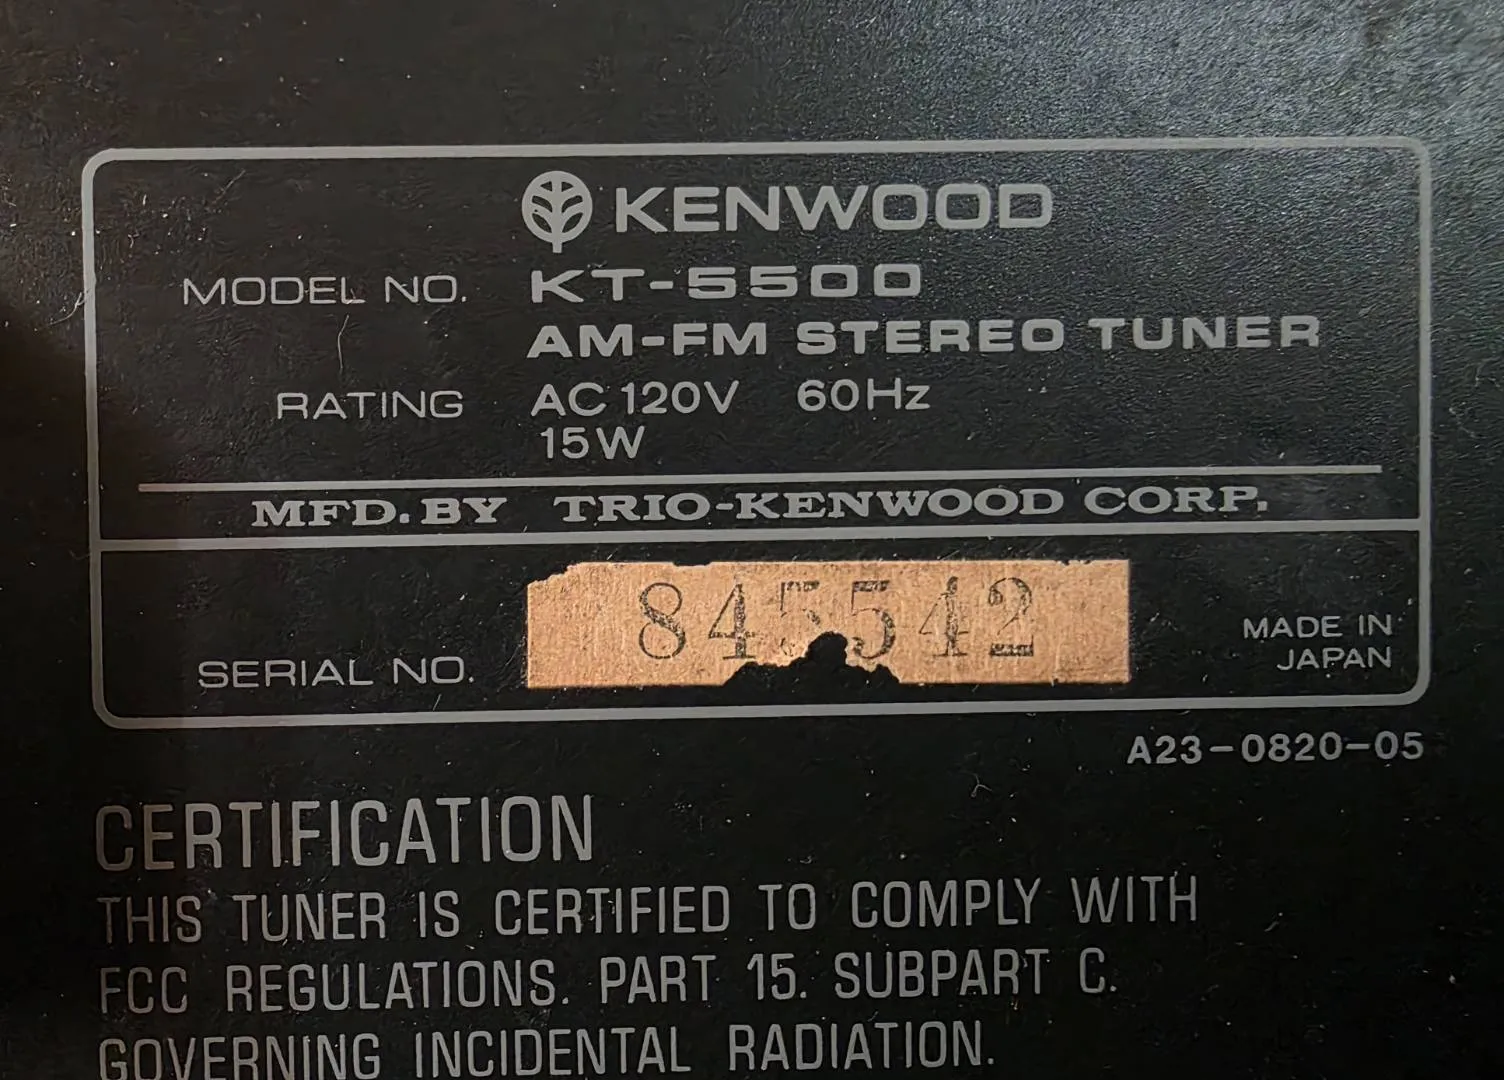 KENWOOD
MODEL NO. KT-5500
AM-FM STEREO TUNER
RATING AC 120V 60Hz
15W
MFD. BY TRIO-KENWOOD CORP.
SERIAL NO. 845542
MADE IN
JAPAN
A23-0820-05
CERTIFICATION
THIS TUNER IS CERTIFIED TO COMPLY WITH
FCC REGULATIONS. PART 15. SUBPART C.
GOVERNING INCIDENTAL RADIATION.